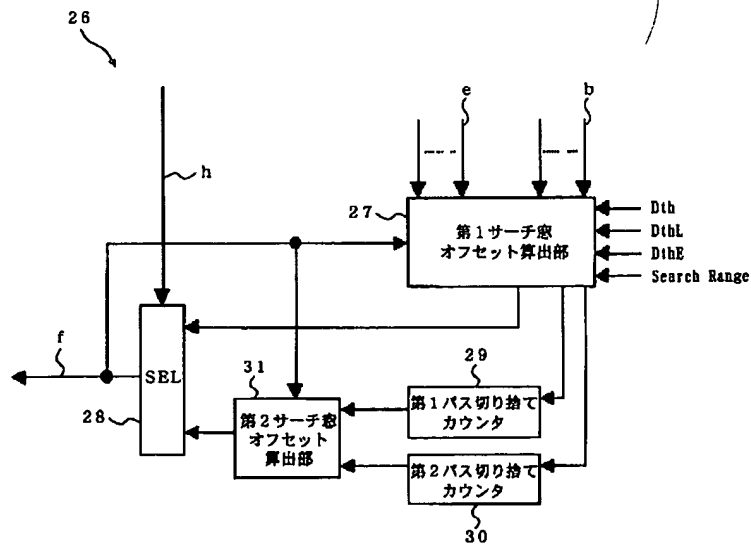 26
e
b
h
27
第1サーチ窓
オフセット算出部
Dth
DthL
DthE
Search Range
f
SEL
28
31
第2サーチ窓
オフセット
算出部
29
第1パス切り捨て
カウンタ
第2パス切り捨て
カウンタ
30